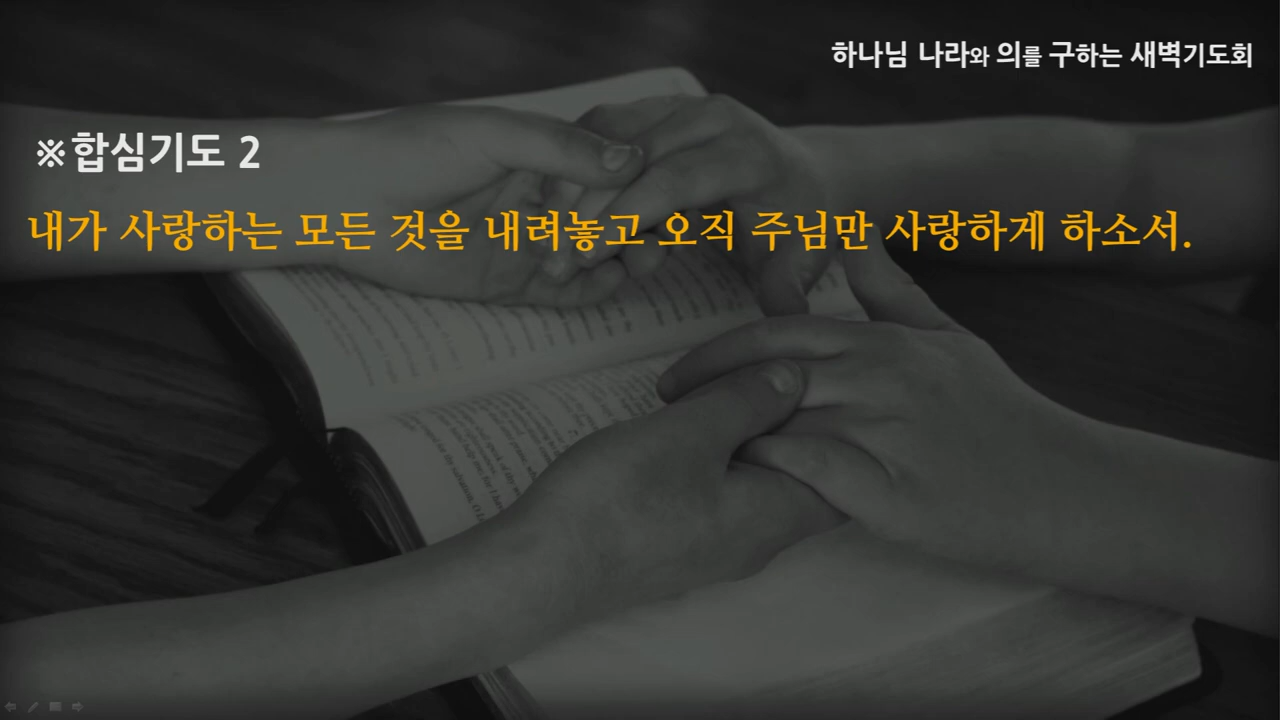 하나님 나라와 의를 구하는 새벽기도회
※합심기도 2
내가 사랑하는 모든 것을 내려놓고 오직 주님만 사랑하게 하소서.